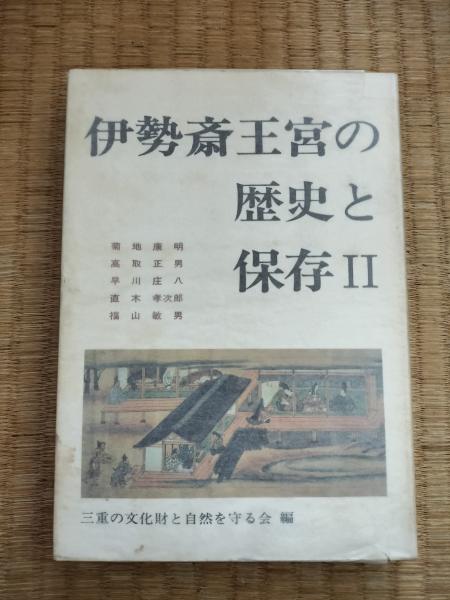 伊勢斎王宮の
歴史と
保存II
菊地康明
高取正男
早川庄八
直木孝次郎
福山敏男
三重の文化財と自然を守る会 編